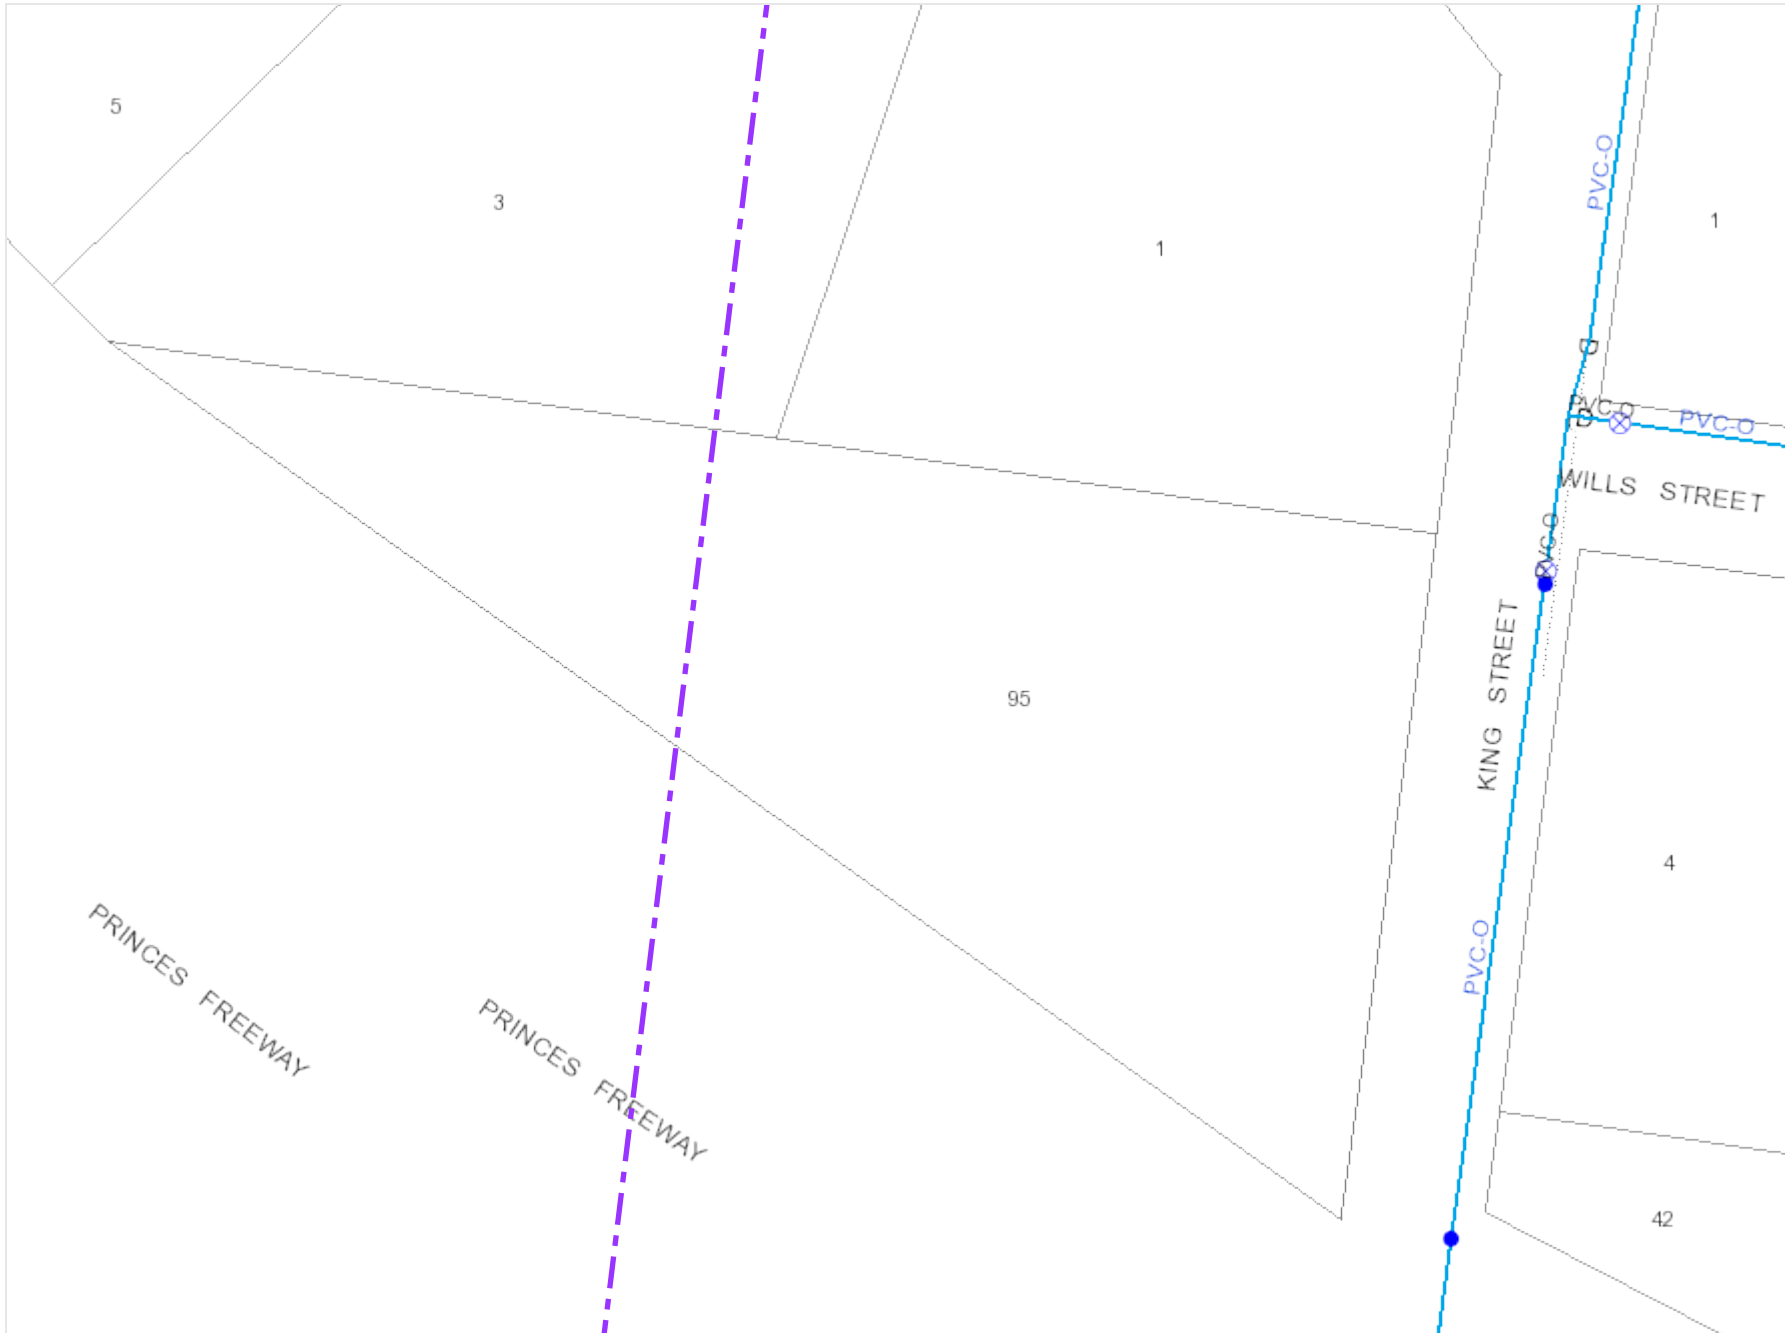 5
3
1
PVC-O
1
D
PVC-O
D
PVC-O
WILLS STREET
PVC-O
KING STREET
95
4
PRINCES FREEWAY
PVC-O
PRINCES FREEWAY
42